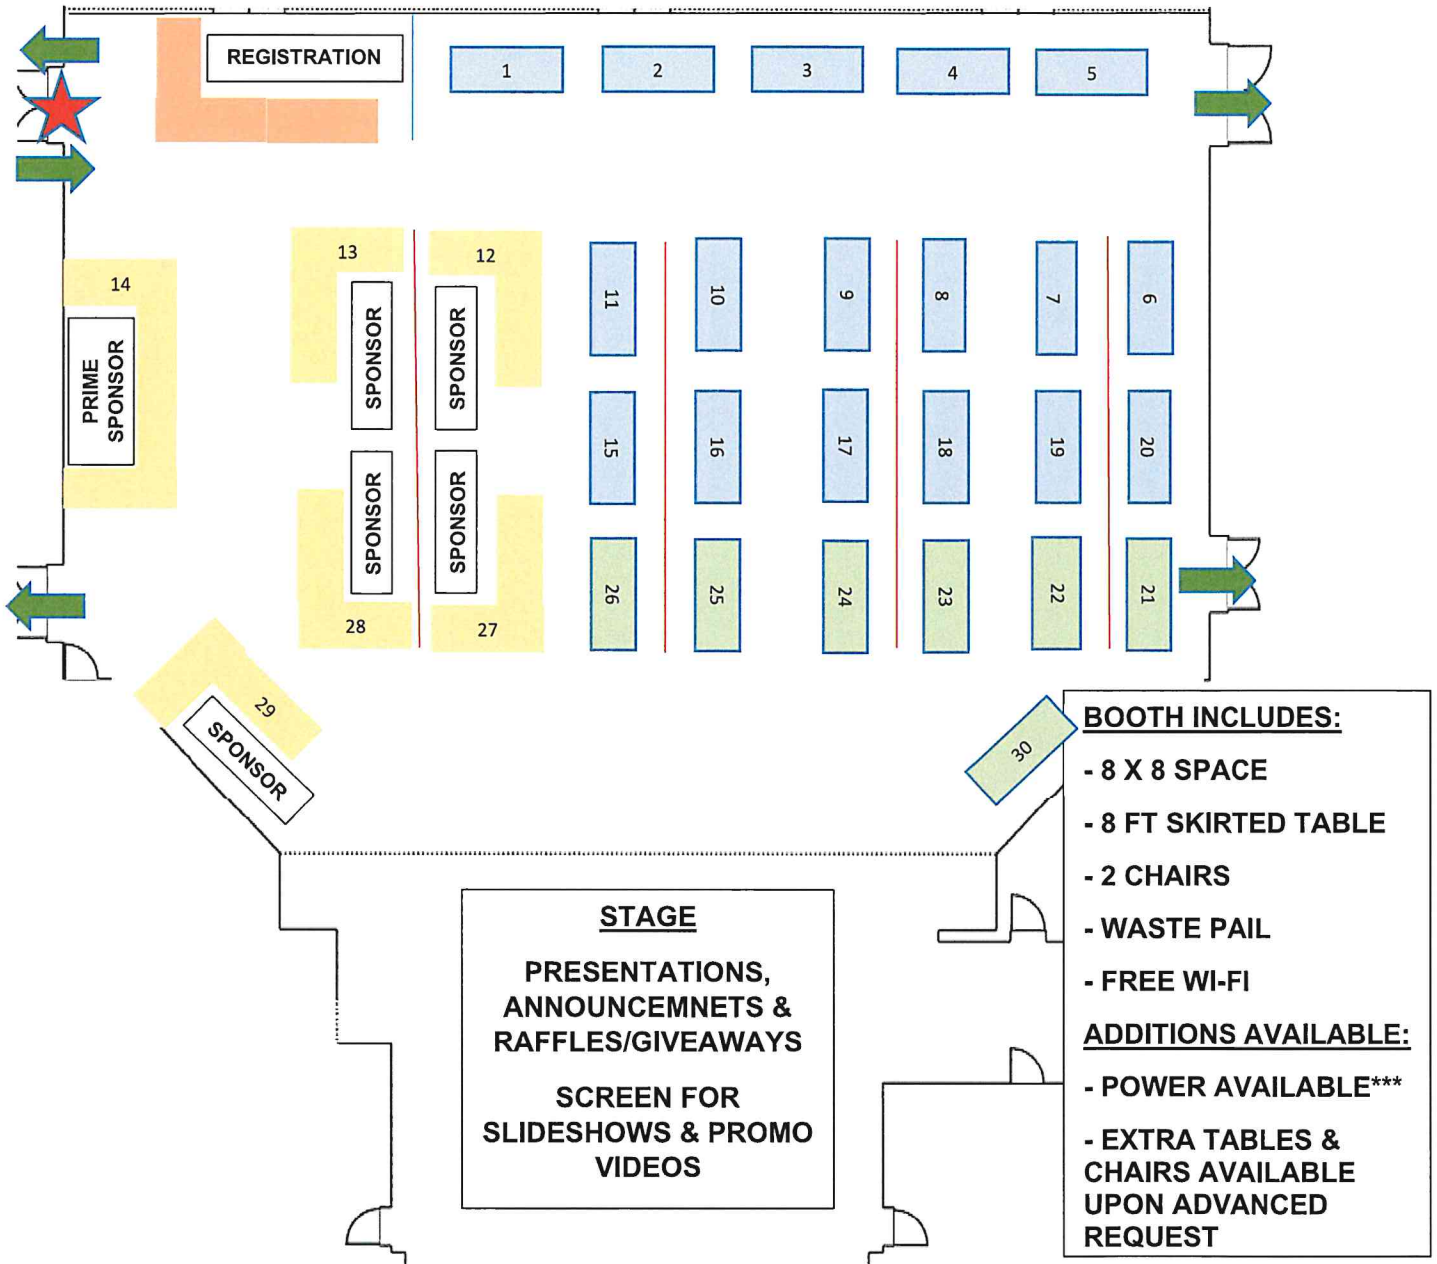 REGISTRATION
1
2
3
4
5
13
12
14
SPONSOR
SPONSOR
PRIME
SPONSOR
11
10
9
8
7
6
15
16
17
18
19
20
SPONSOR
SPONSOR
28
27
26
25
24
23
22
21
29
SPONSOR
30
BOOTH INCLUDES:
- 8 X 8 SPACE
- 8 FT SKIRTED TABLE
- 2 CHAIRS
- WASTE PAIL
- FREE WI-FI
ADDITIONS AVAILABLE:
- POWER AVAILABLE***
- EXTRA TABLES &
CHAIRS AVAILABLE
UPON ADVANCED
REQUEST
STAGE
PRESENTATIONS,
ANNOUNCEMNETS &
RAFFLES/GIVEAWAYS
SCREEN FOR
SLIDESHOWS & PROMO
VIDEOS